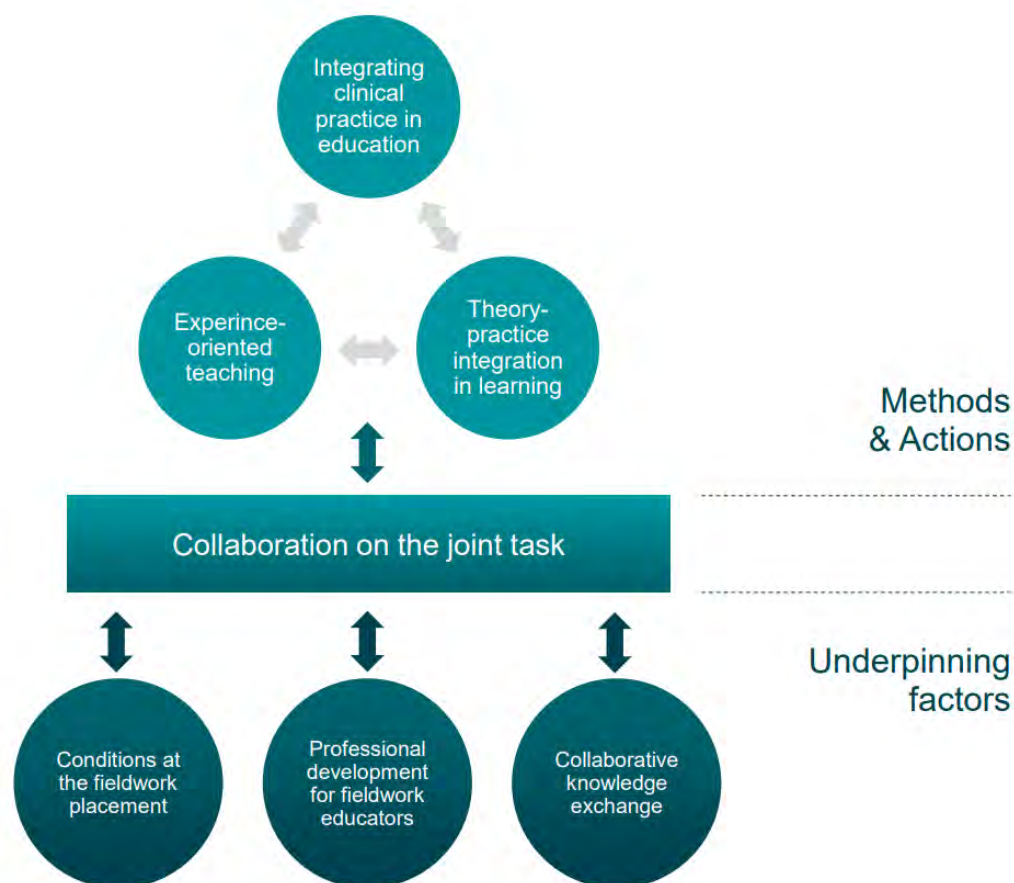 Integrating
clinical
practice in
education
Experince-
oriented
teaching
Theory-
practice
integration
in learning
Methods
& Actions
Collaboration on the joint task
Underpinning
factors
Conditions at
the fieldwork
placement
Professional
development
for fieldwork
educators
Collaborative
knowledge
exchange